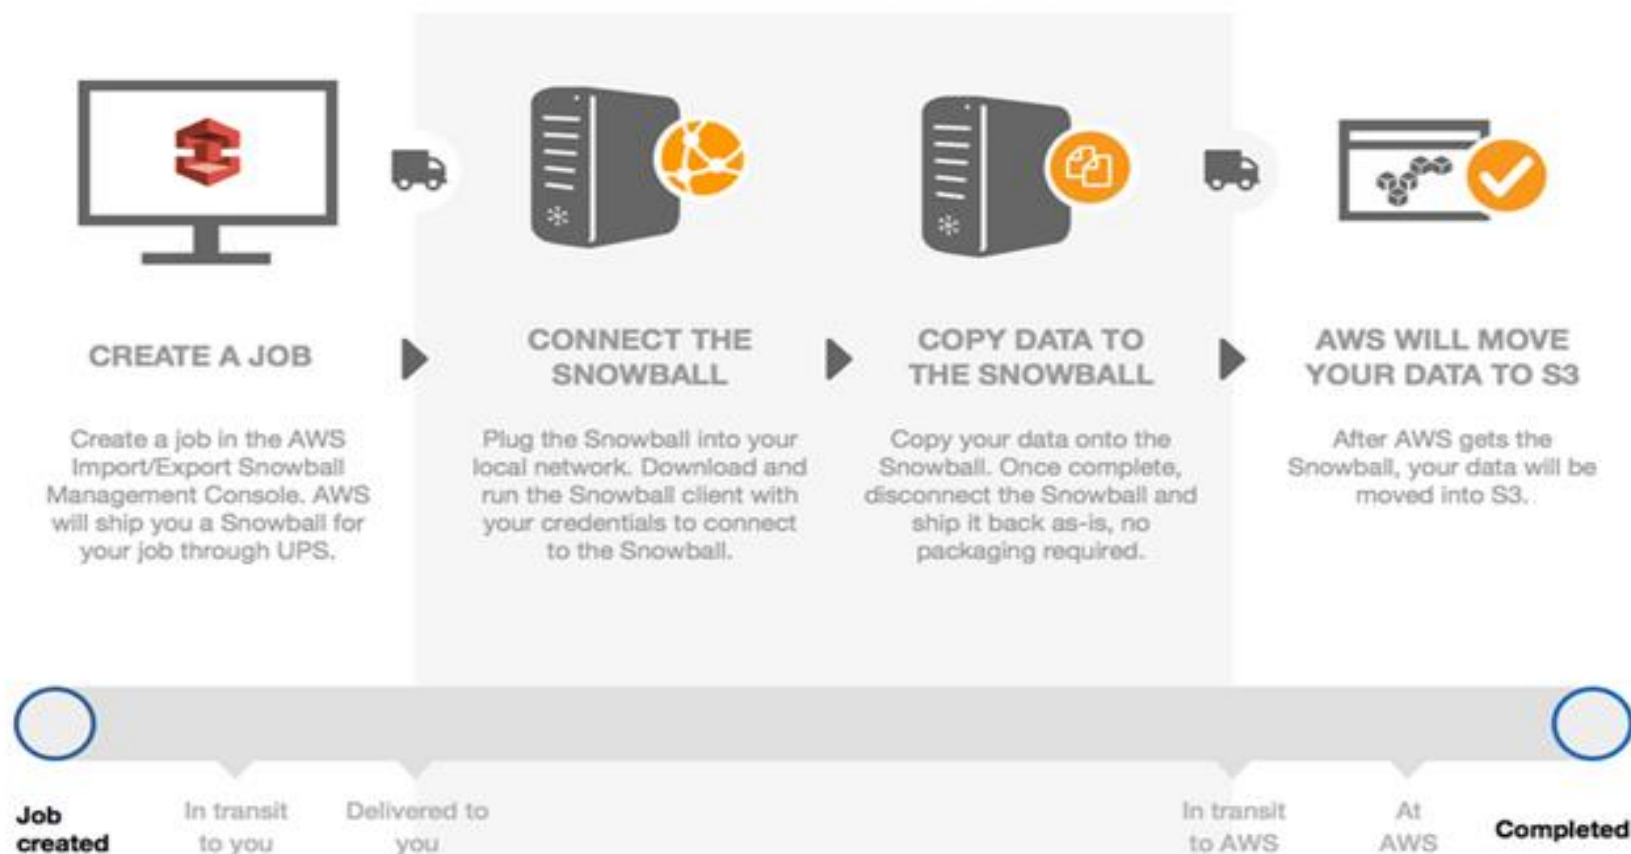 CREATE A JOB
Create a job in the AWS
Import/Export Snowball
Management Console. AWS
will ship you a Snowball for
your job through UPS.
CONNECT THE
SNOWBALL
Plug the Snowball into your
local network. Download and
run the Snowball client with
your credentials to connect
to the Snowball.
COPY DATA TO
THE SNOWBALL
Copy your data onto the
Snowball. Once complete,
disconnect the Snowball and
ship it back as-is, no
packaging required.
AWS WILL MOVE
YOUR DATA TO S3
After AWS gets the
Snowball, your data will be
moved into S3.
Job
created
In transit
to you
Delivered to
you
In transit
to AWS
At
AWS
Completed